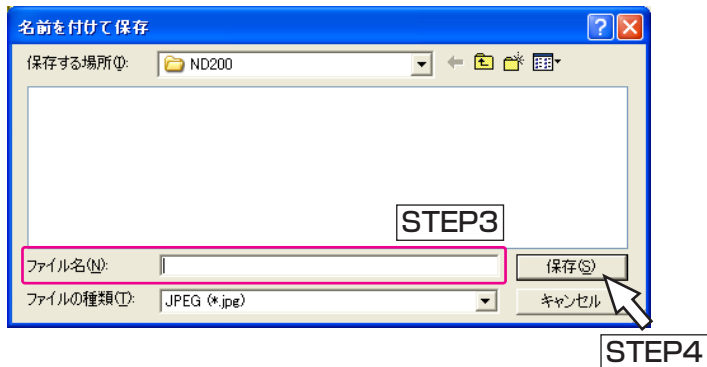 名前を付けて保存
保存する場所(I): ND200
STEP3
ファイル名(N): 保存(S)
ファイルの種類(T): JPEG (*.jpg) キャンセル
STEP4